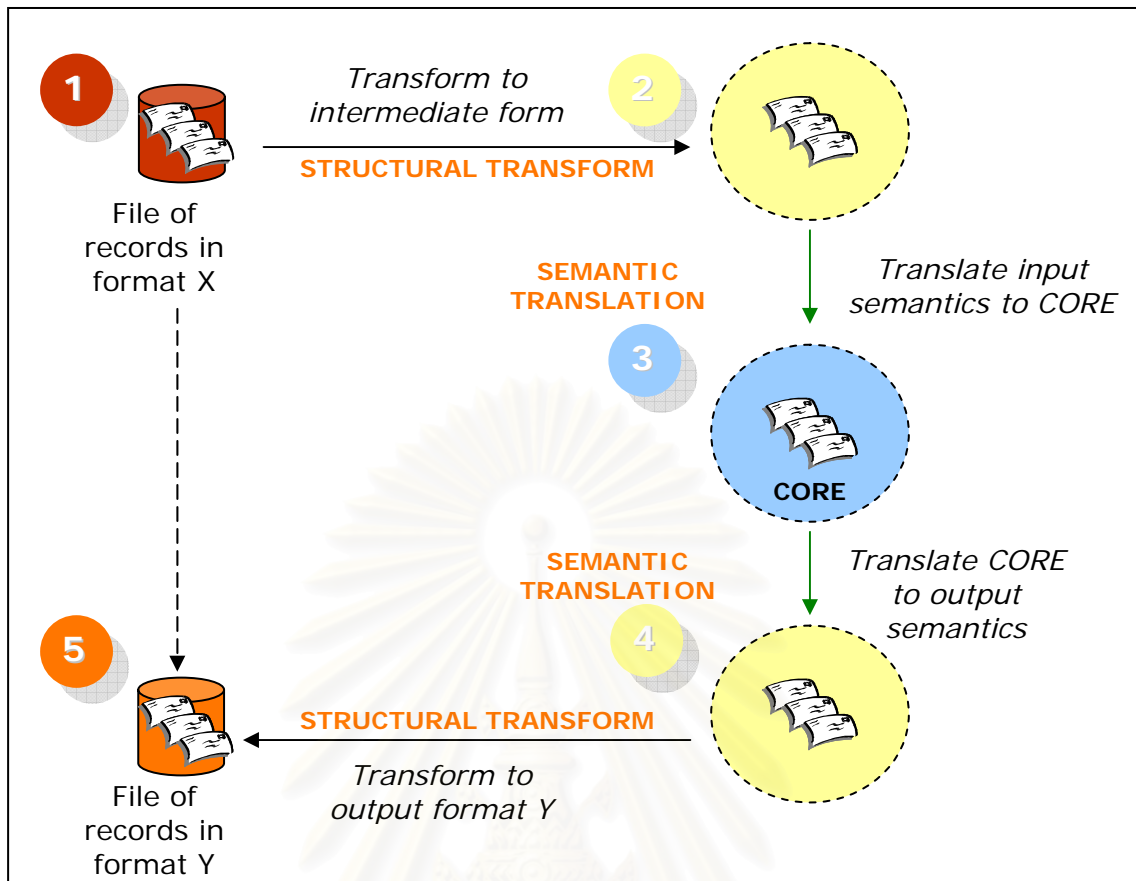 1
Transform to
intermediate form
2
STRUCTURAL TRANSFORM
File of
records in
format X
SEMANTIC
TRANSLATION
Translate input
semantics to CORE
3
CORE
SEMANTIC
TRANSLATION
Translate CORE
to output
semantics
4
5
STRUCTURAL TRANSFORM
Transform to
output format Y
File of
records in
format Y